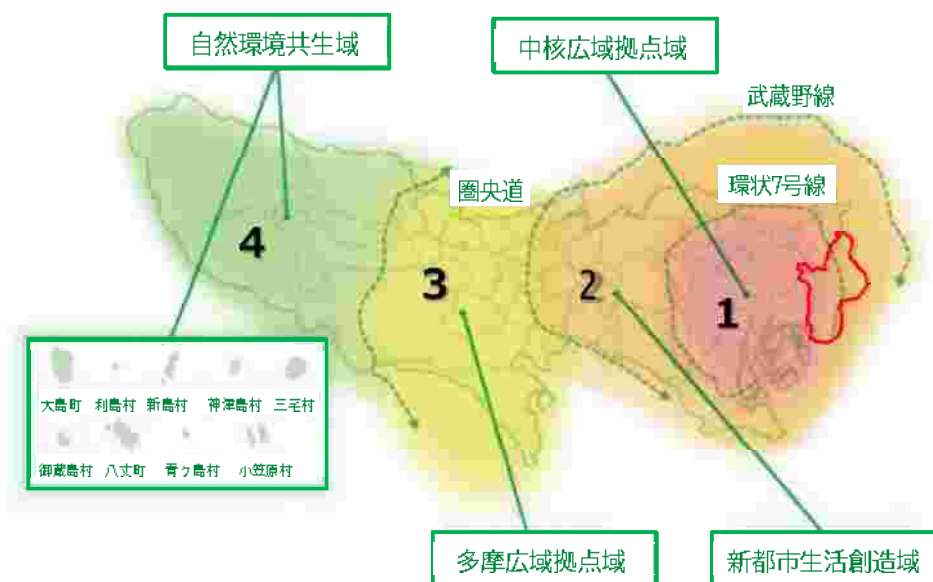 自然環境共生域
中核広域拠点域
武蔵野線
圏央道
環状7号線
4
3
2
1
大島町 利島村 新島村 神津島村 三宅村
御蔵島村 八丈町 青ヶ島村 小笠原村
多摩広域拠点域
新都市生活創造域